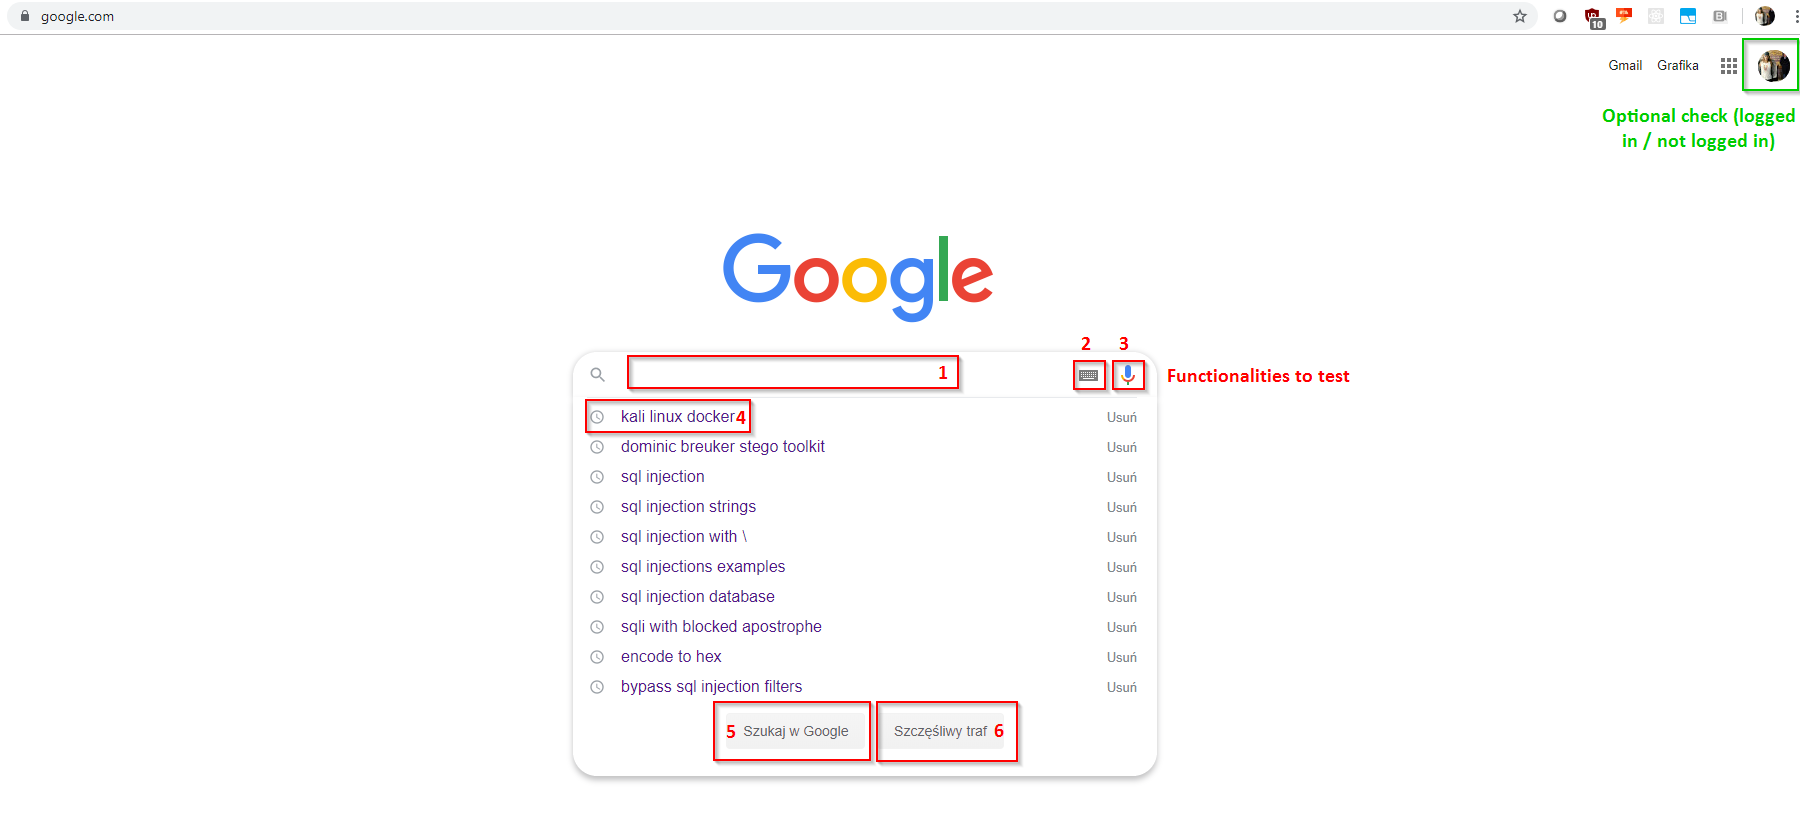 google.com
10
Gmail Grafika
Optional check (logged
in / not logged in)
Google
2 3
1
Functionalities to test
kali linux docker 4 Usuń
dominic breuker stego toolkit Usuń
sql injection Usuń
sql injection strings Usuń
sql injection with \ Usuń
sql injections examples Usuń
sql injection database Usuń
sqli with blocked apostrophe Usuń
encode to hex Usuń
bypass sql injection filters Usuń
5 Szukaj w Google Szczęśliwy traf 6